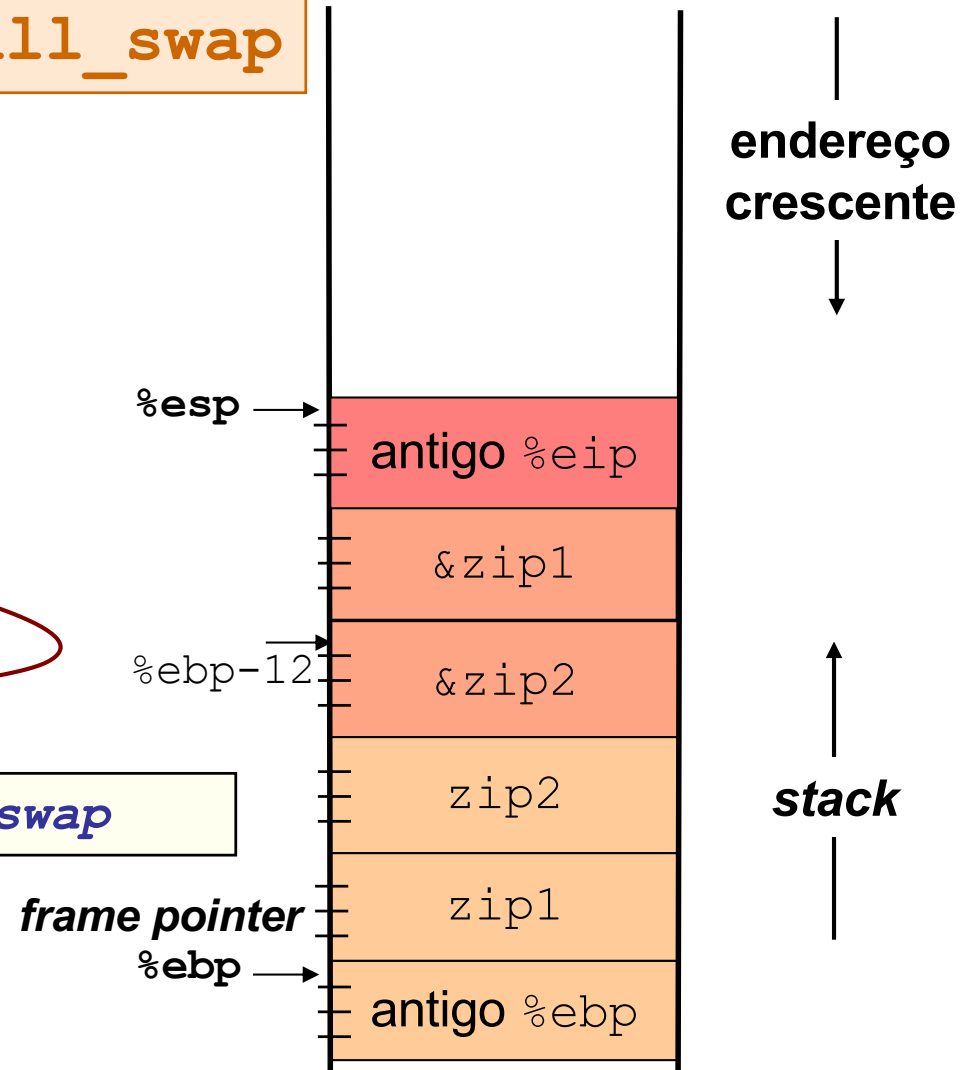 ll_swap
endereço
crescente
%esp
antigo %eip
&zip1
%ebp-12
&zip2
zip2
stack
swap
zip1
frame pointer
%ebp
antigo %ebp